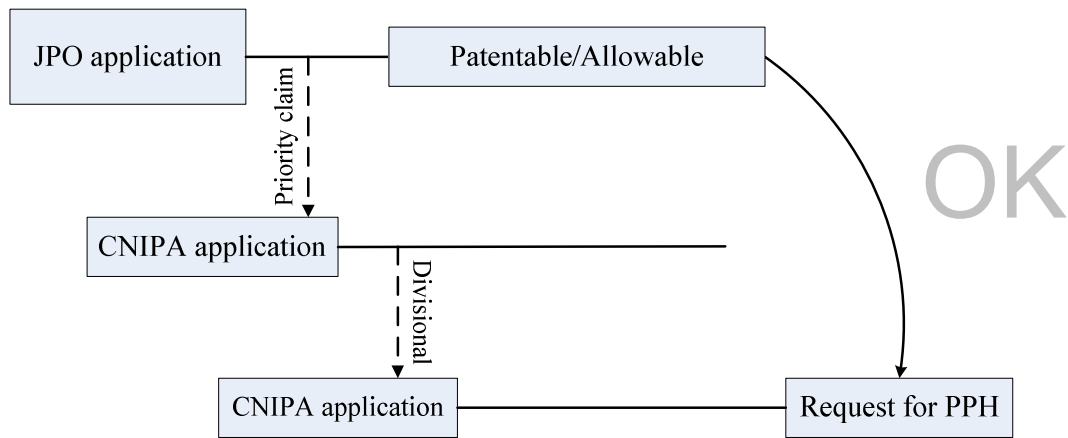 JPO application
Patentable/Allowable
Priority claim
OK
CNIPA application
Divisional
CNIPA application
Request for PPH